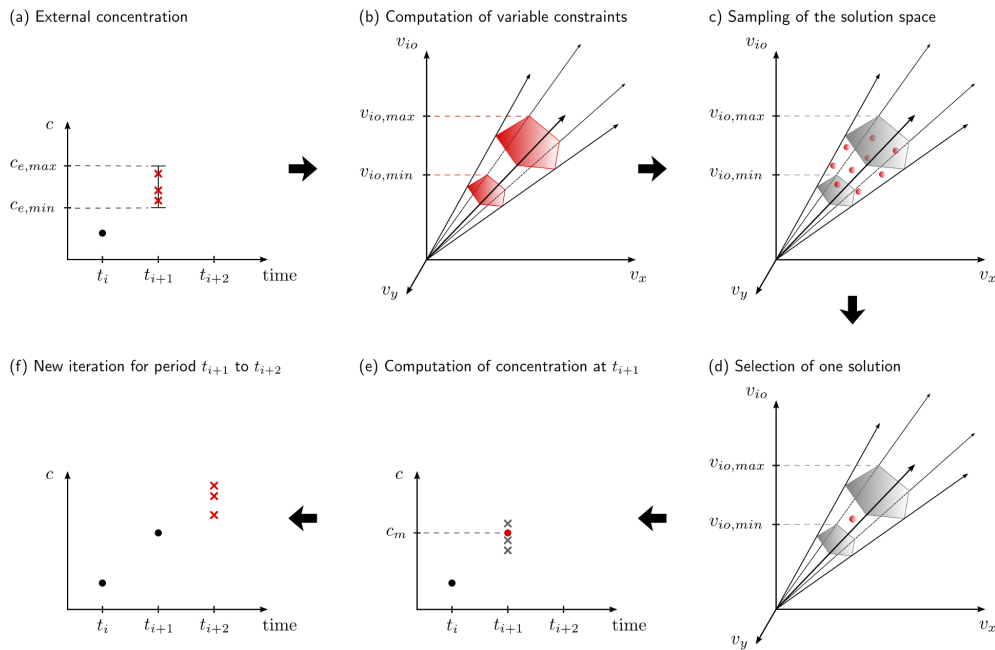 (a) External concentration
c
c_{e,max}
c_{e,min}
t_i
t_{i+1}
t_{i+2}
time
(b) Computation of variable constraints
v_{io}
v_{io,max}
v_{io,min}
v_x
v_y
c) Sampling of the solution space
v_{io}
v_{io,max}
v_{io,min}
v_x
v_y
(f) New iteration for period t_{i+1} to t_{i+2}
c
t_i
t_{i+1}
t_{i+2}
time
(e) Computation of concentration at t_{i+1}
c
c_m
t_i
t_{i+1}
t_{i+2}
time
(d) Selection of one solution
v_{io}
v_{io,max}
v_{io,min}
v_x
v_y